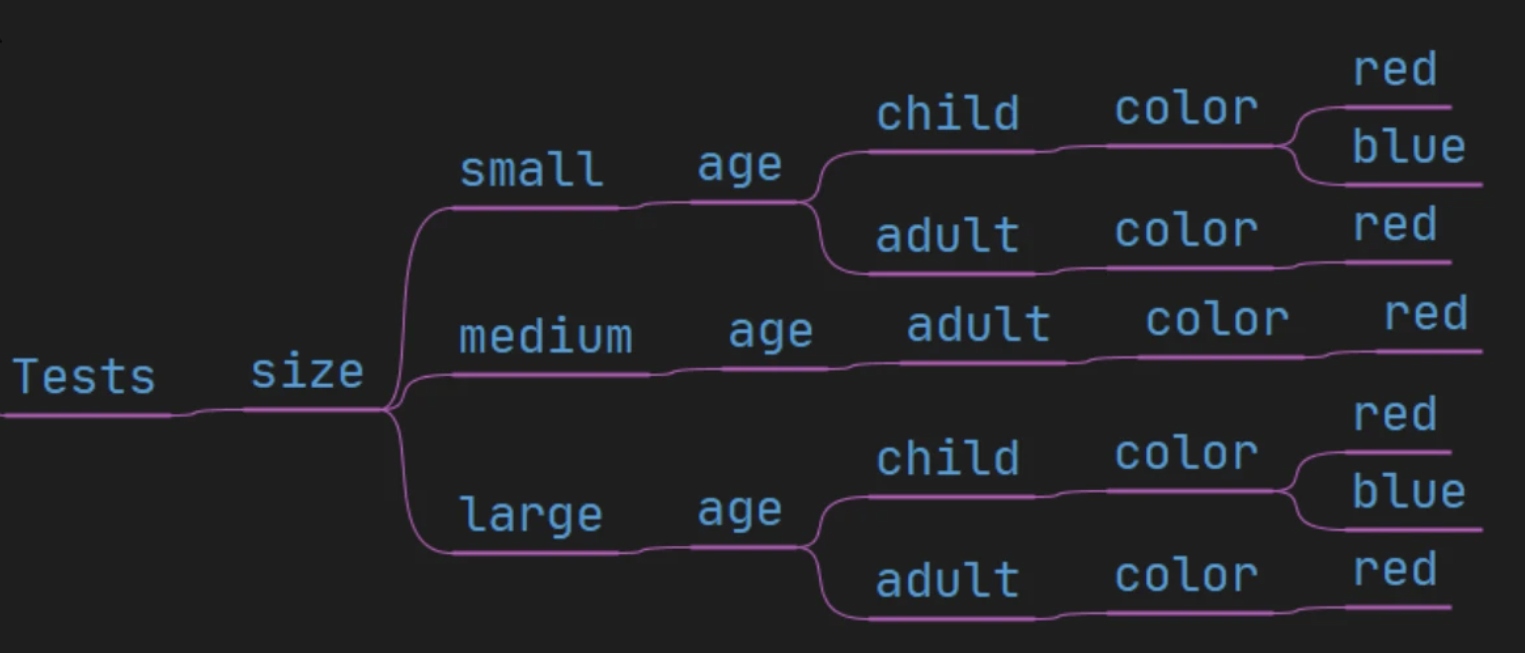 red
child color
blue
small age
adult color red
medium age adult color red
Tests size
red
child color
blue
large age
adult color red